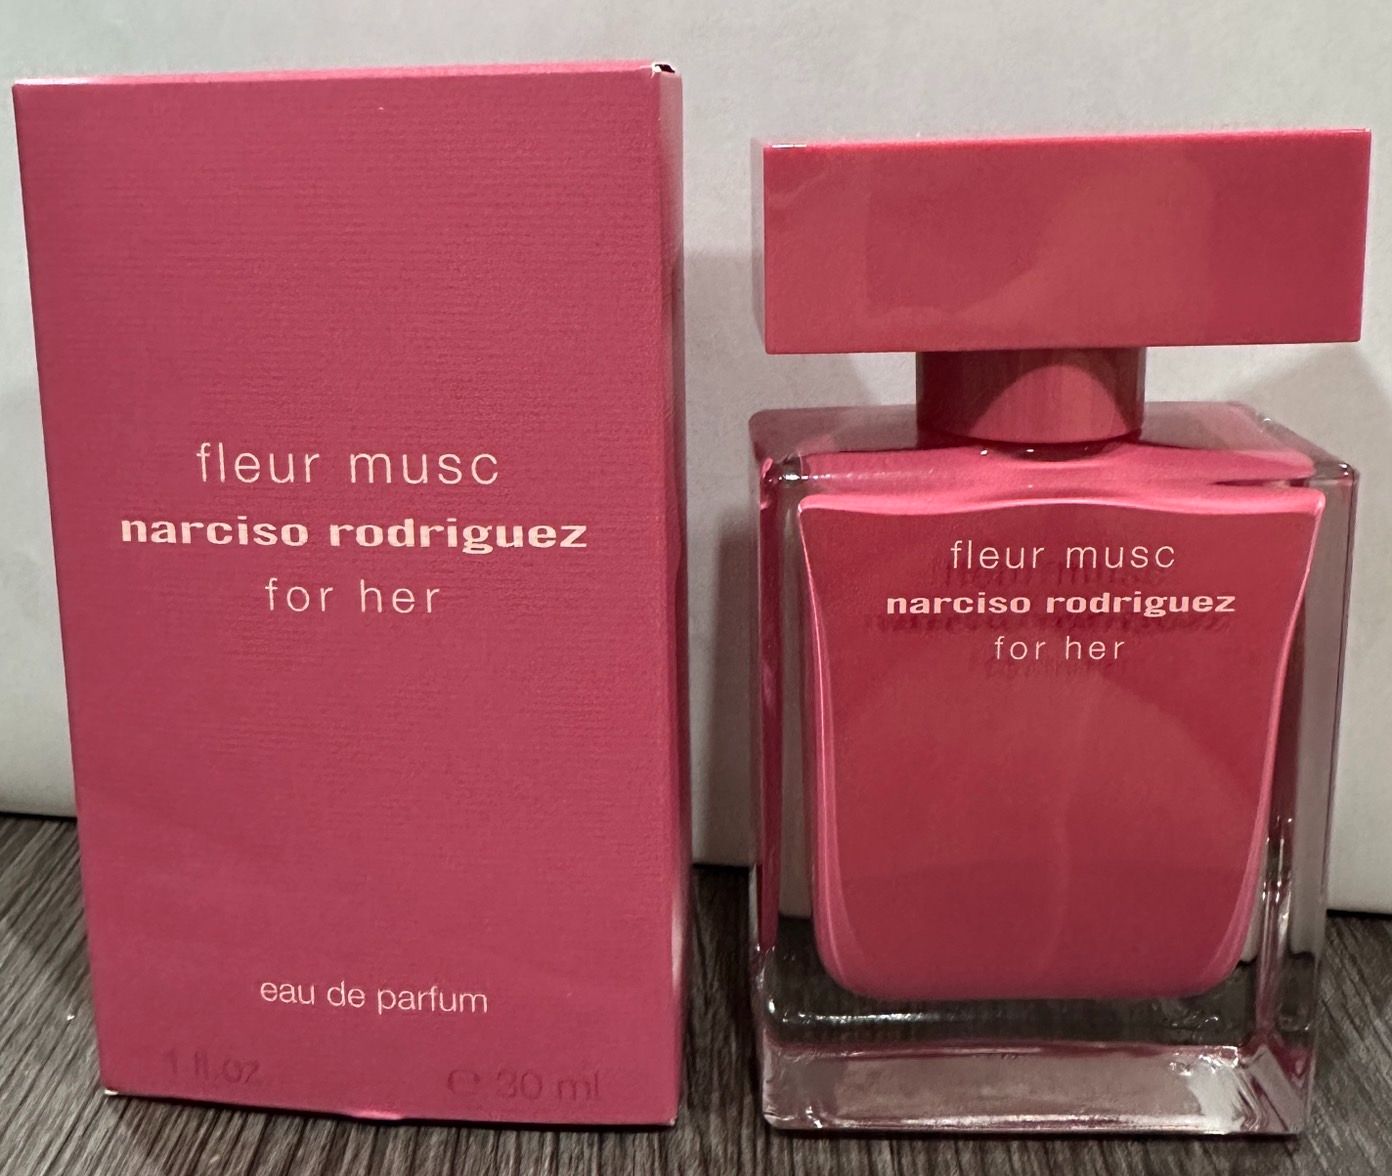 fleur musc
narciso rodriguez
for her
eau de parfum
1 fl.oz ℮ 30 ml
fleur musc
narciso rodriguez
for her